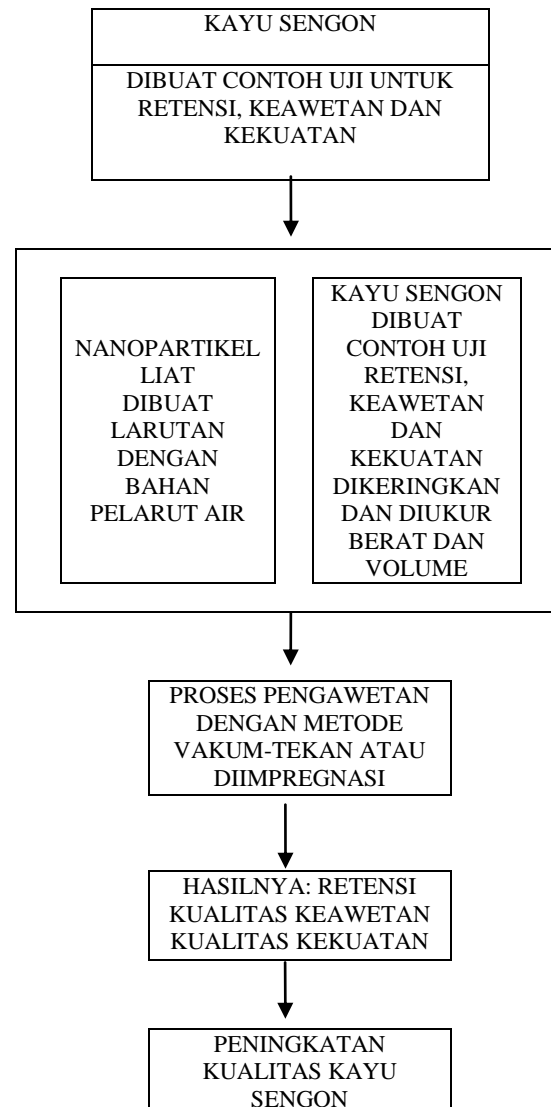 KAYU SENGON
DIBUAT CONTOH UJI UNTUK
RETENSI, KEAWETAN DAN
KEKUATAN
NANOPARTIKEL
LIAT
DIBUAT
LARUTAN
DENGAN
BAHAN
PELARUT AIR
KAYU SENGON
DIBUAT
CONTOH UJI
RETENSI,
KEAWETAN
DAN
KEKUATAN
DIKERINGKAN
DAN DIUKUR
BERAT DAN
VOLUME
PROSES PENGAWETAN
DENGAN METODE
VAKUM-TEKAN ATAU
DIIMPREGNASI
HASILNYA: RETENSI
KUALITAS KEAWETAN
KUALITAS KEKUATAN
PENINGKATAN
KUALITAS KAYU
SENGON